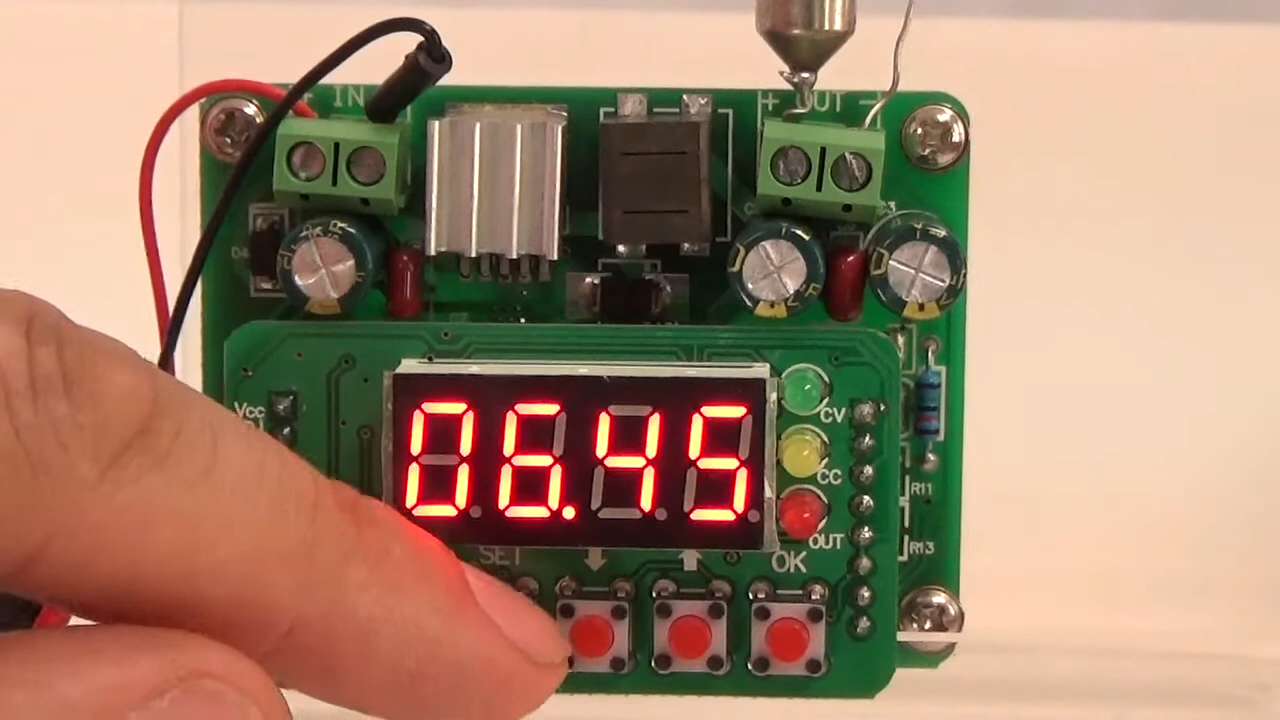 + IN
+ OUT -
Vcc
06.45
CV
CC
OUT
R11
R13
SET
OK